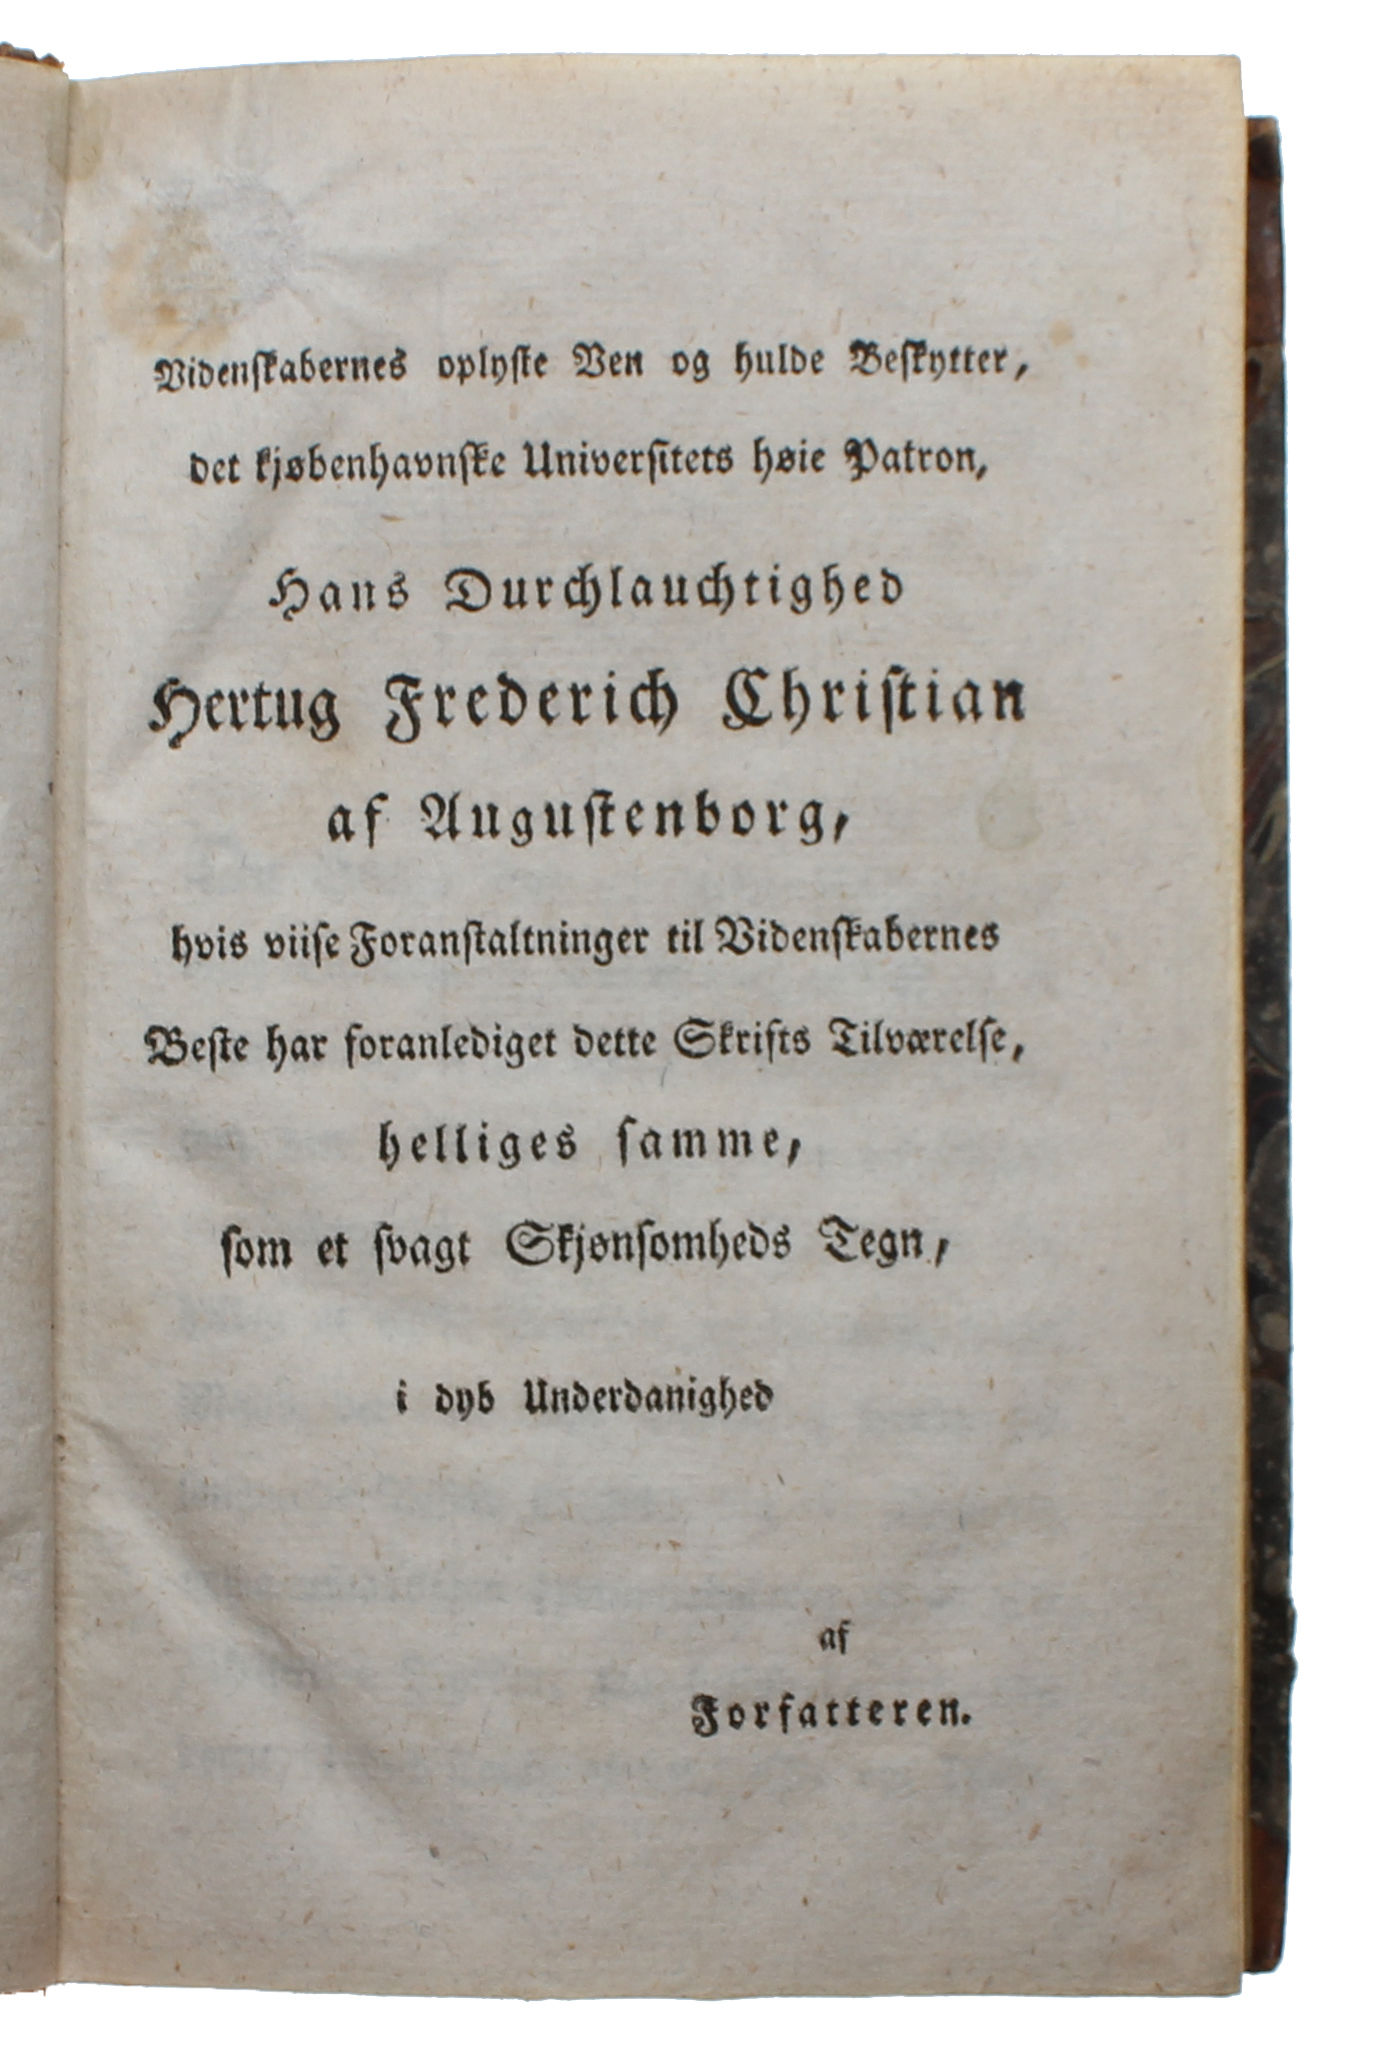 Videnskabernes oplyste Ven og hulde Beskytter,
det kjøbenhavnske Universitets høie Patron,
Hans Durchlauchtighed
Hertug Frederich Christian
af Augustenborg,
hvis viise Foranstaltninger til Videnskabernes
Beste har foranlediget dette Skrifts Tilværelse,
helliges samme,
som et svagt Skjønsomheds Tegn,
i dyb Underdanighed
af
Forfatteren.